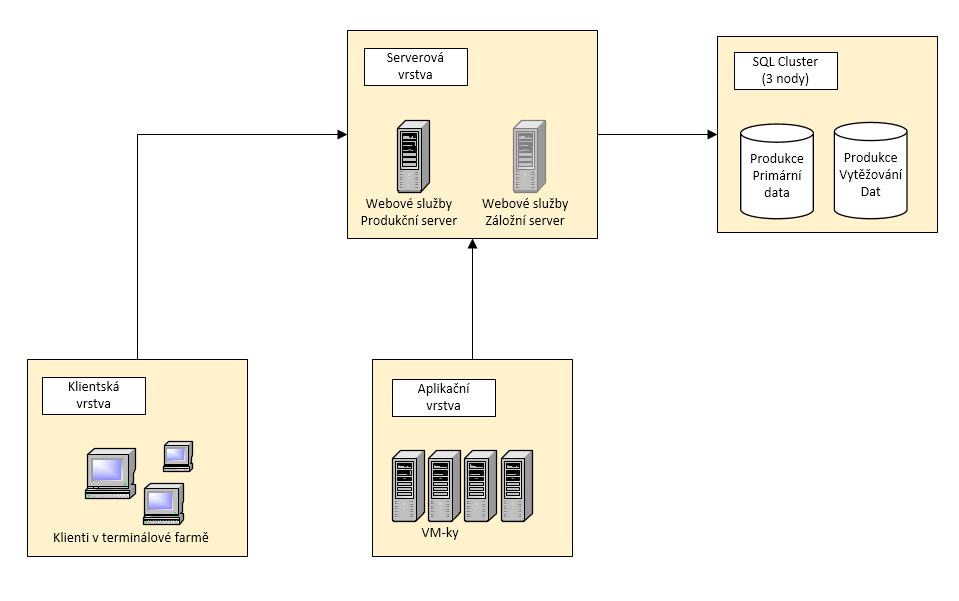 Serverová
vrstva
Webové služby
Produkční server
Webové služby
Záložní server
SQL Cluster
(3 nody)
Produkce
Primární
data
Produkce
Vytěžování
Dat
Klientská
vrstva
Klienti v terminálové farmě
Aplikační
vrstva
VM-ky